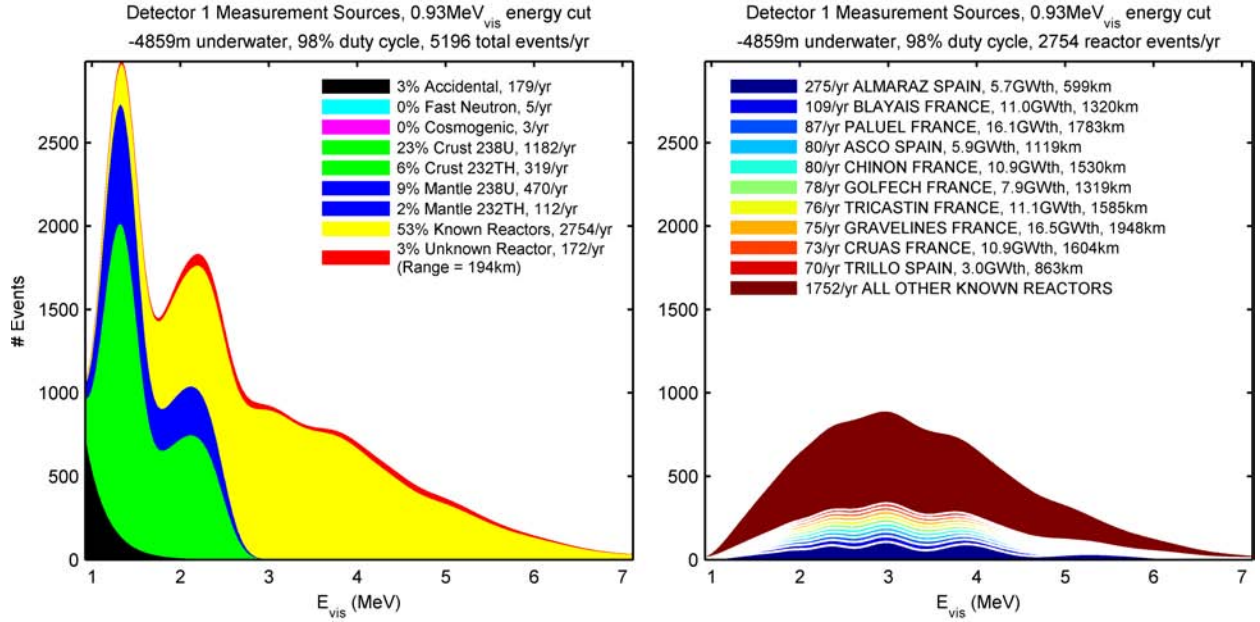 Detector 1 Measurement Sources, 0.93MeVvis energy cut
-4859m underwater, 98% duty cycle, 5196 total events/yr
# Events
2500
2000
1500
1000
500
0
3% Accidental, 179/yr
0% Fast Neutron, 5/yr
0% Cosmogenic, 3/yr
23% Crust 238U, 1182/yr
6% Crust 232TH, 319/yr
9% Mantle 238U, 470/yr
2% Mantle 232TH, 112/yr
53% Known Reactors, 2754/yr
3% Unknown Reactor, 172/yr
(Range = 194km)
1 2 3 4 5 6 7
Evis (MeV)
Detector 1 Measurement Sources, 0.93MeVvis energy cut
-4859m underwater, 98% duty cycle, 2754 reactor events/yr
2500
2000
1500
1000
500
0
275/yr ALMARAZ SPAIN, 5.7GWth, 599km
109/yr BLAYAIS FRANCE, 11.0GWth, 1320km
87/yr PALUEL FRANCE, 16.1GWth, 1783km
80/yr ASCO SPAIN, 5.9GWth, 1119km
80/yr CHINON FRANCE, 10.9GWth, 1530km
78/yr GOLFECH FRANCE, 7.9GWth, 1319km
76/yr TRICASTIN FRANCE, 11.1GWth, 1585km
75/yr GRAVELINES FRANCE, 16.5GWth, 1948km
73/yr CRUAS FRANCE, 10.9GWth, 1604km
70/yr TRILLO SPAIN, 3.0GWth, 863km
1752/yr ALL OTHER KNOWN REACTORS
1 2 3 4 5 6 7
Evis (MeV)